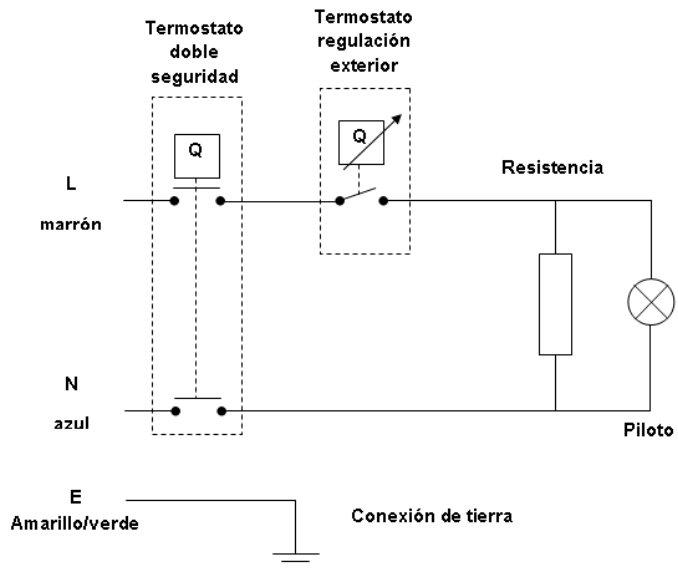 Termostato
doble
seguridad
Termostato
regulación
exterior
Q
Q
Resistencia
L
marrón
N
azul
Piloto
E
Amarillo/verde
Conexión de tierra